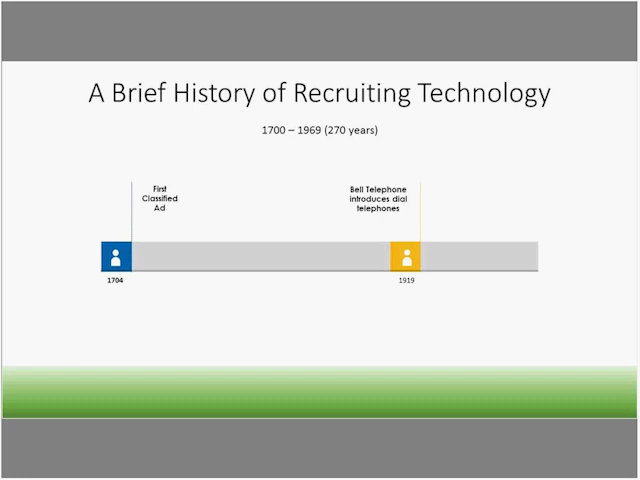 A Brief History of Recruiting Technology
1700 – 1969 (270 years)
First
Classified
Ad
Bell Telephone
introduces dial
telephones
1704
1919